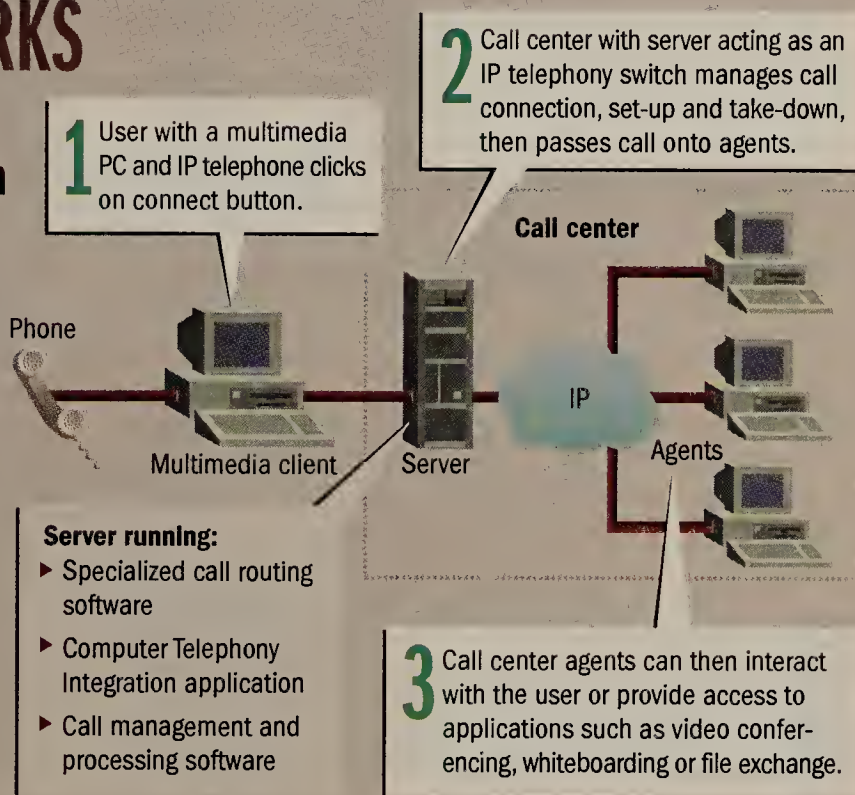 1 User with a multimedia
PC and IP telephone clicks
on connect button.
2 Call center with server acting as an
IP telephony switch manages call
connection, set-up and take-down,
then passes call onto agents.
Call center
Phone
Multimedia client
Server
IP
Agents
Server running:
▶ Specialized call routing
software
▶ Computer Telephony
Integration application
▶ Call management and
processing software
3 Call center agents can then interact
with the user or provide access to
applications such as video confer-
encing, whiteboarding or file exchange.